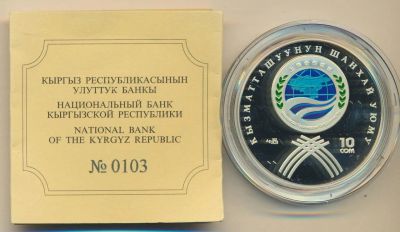 КЫРГЫЗ РЕСПУБЛИКАСЫНЫН
УЛУТТУК БАНКЫ
НАЦИОНАЛЬНЫЙ БАНК
КЫРГЫЗСКОЙ РЕСПУБЛИКИ
NATIONAL BANK
OF THE KYRGYZ REPUBLIC
№ 0103
КЫЗМАТТАШУУНУН ШАНХАЙ УЮМУ
10
СОМ